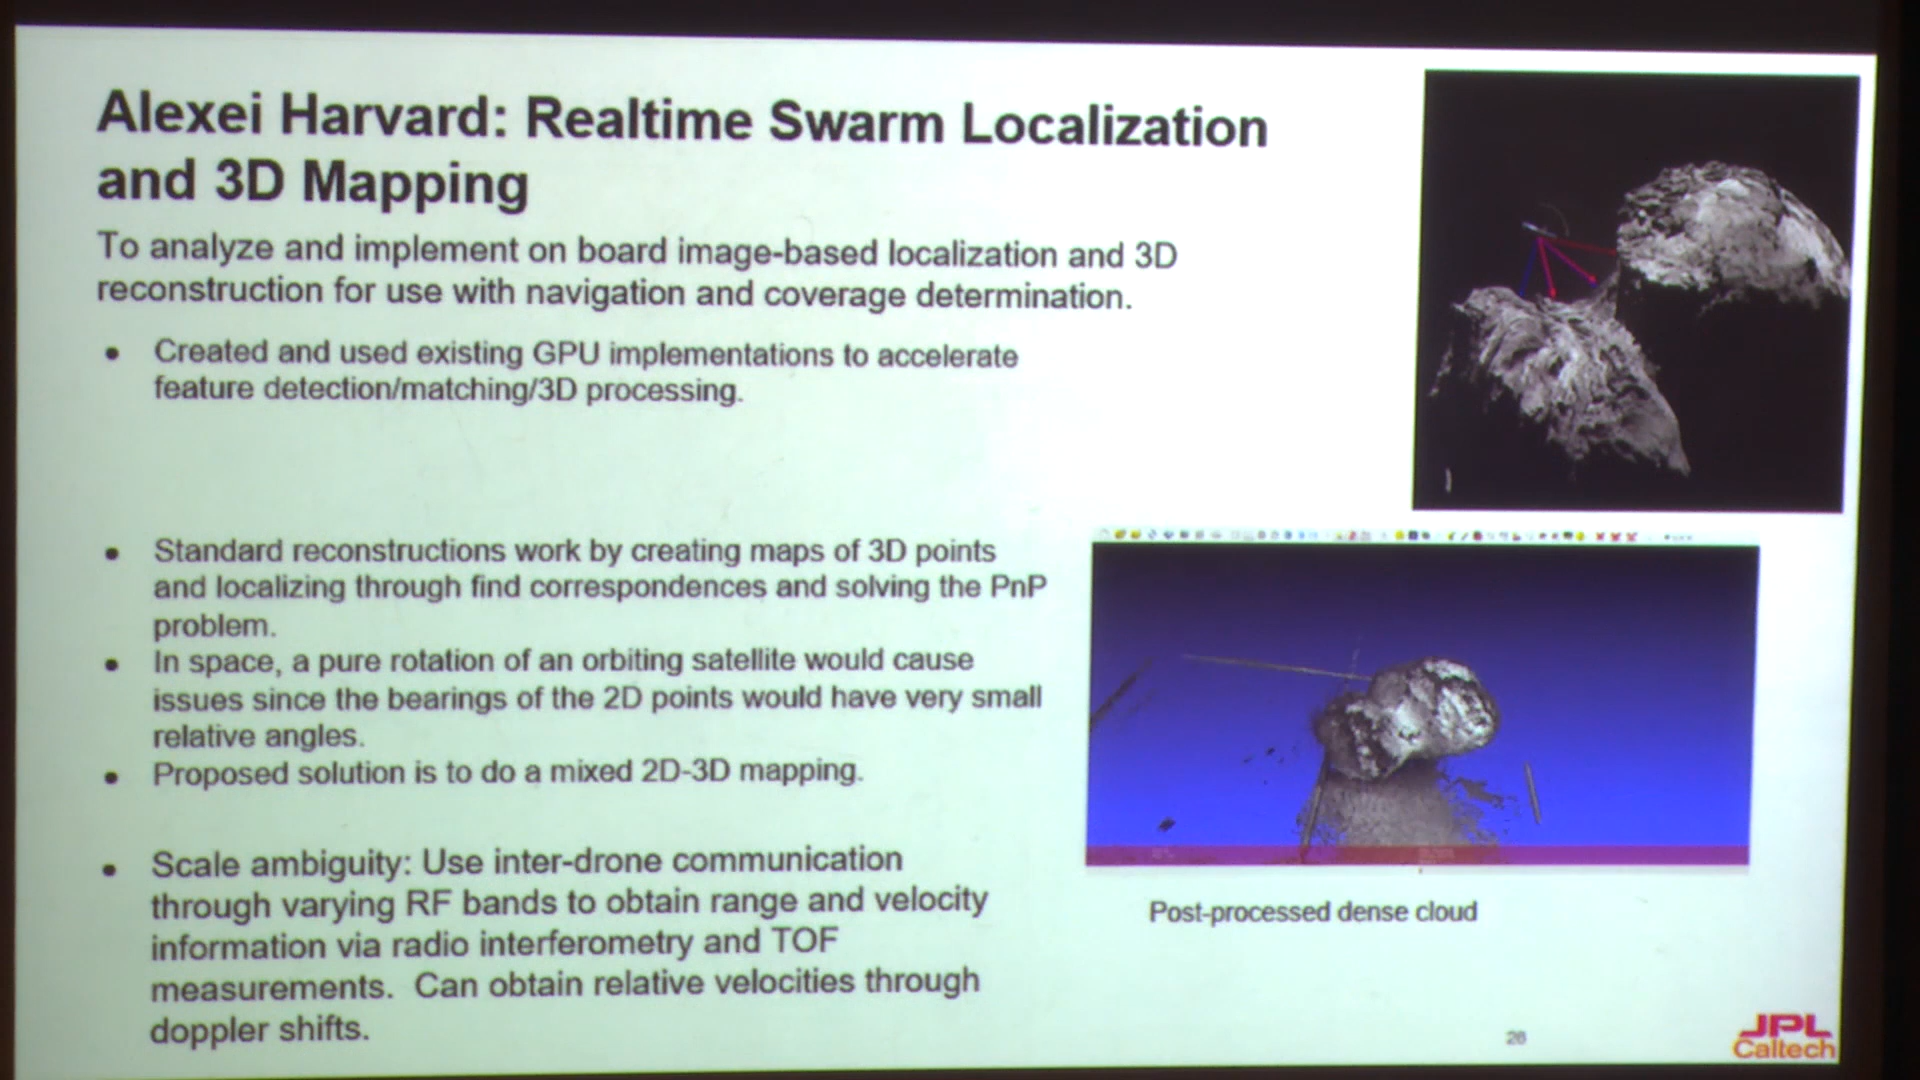 Alexei Harvard: Realtime Swarm Localization
and 3D Mapping
To analyze and implement on board image-based localization and 3D
reconstruction for use with navigation and coverage determination.
• Created and used existing GPU implementations to accelerate
feature detection/matching/3D processing.
• Standard reconstructions work by creating maps of 3D points
and localizing through find correspondences and solving the PnP
problem.
• In space, a pure rotation of an orbiting satellite would cause
issues since the bearings of the 2D points would have very small
relative angles.
• Proposed solution is to do a mixed 2D-3D mapping.
• Scale ambiguity: Use inter-drone communication
through varying RF bands to obtain range and velocity
information via radio interferometry and TOF
measurements. Can obtain relative velocities through
doppler shifts.
Post-processed dense cloud
JPL
Caltech